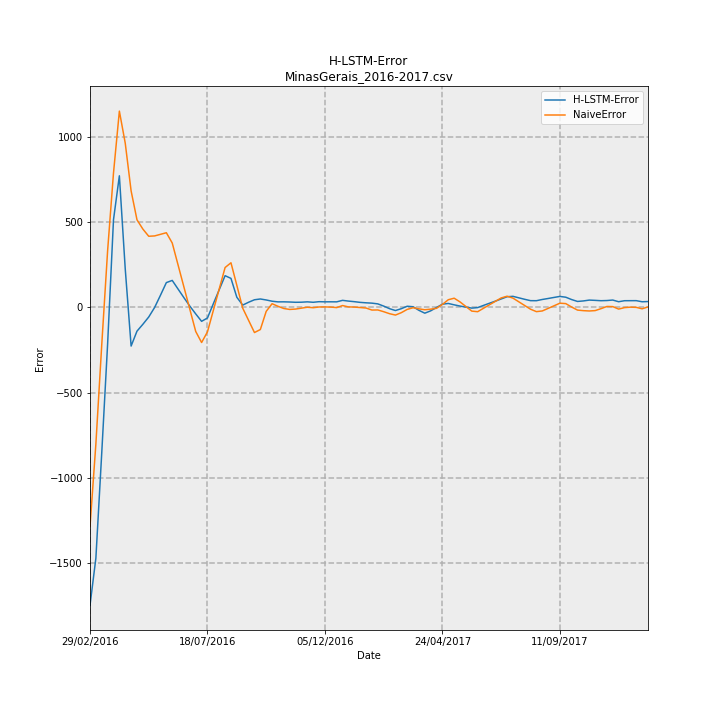 H-LSTM-Error
MinasGerais_2016-2017.csv
H-LSTM-Error
NaiveError
1000
500
0
−500
−1000
−1500
Error
29/02/2016
18/07/2016
05/12/2016
24/04/2017
11/09/2017
Date